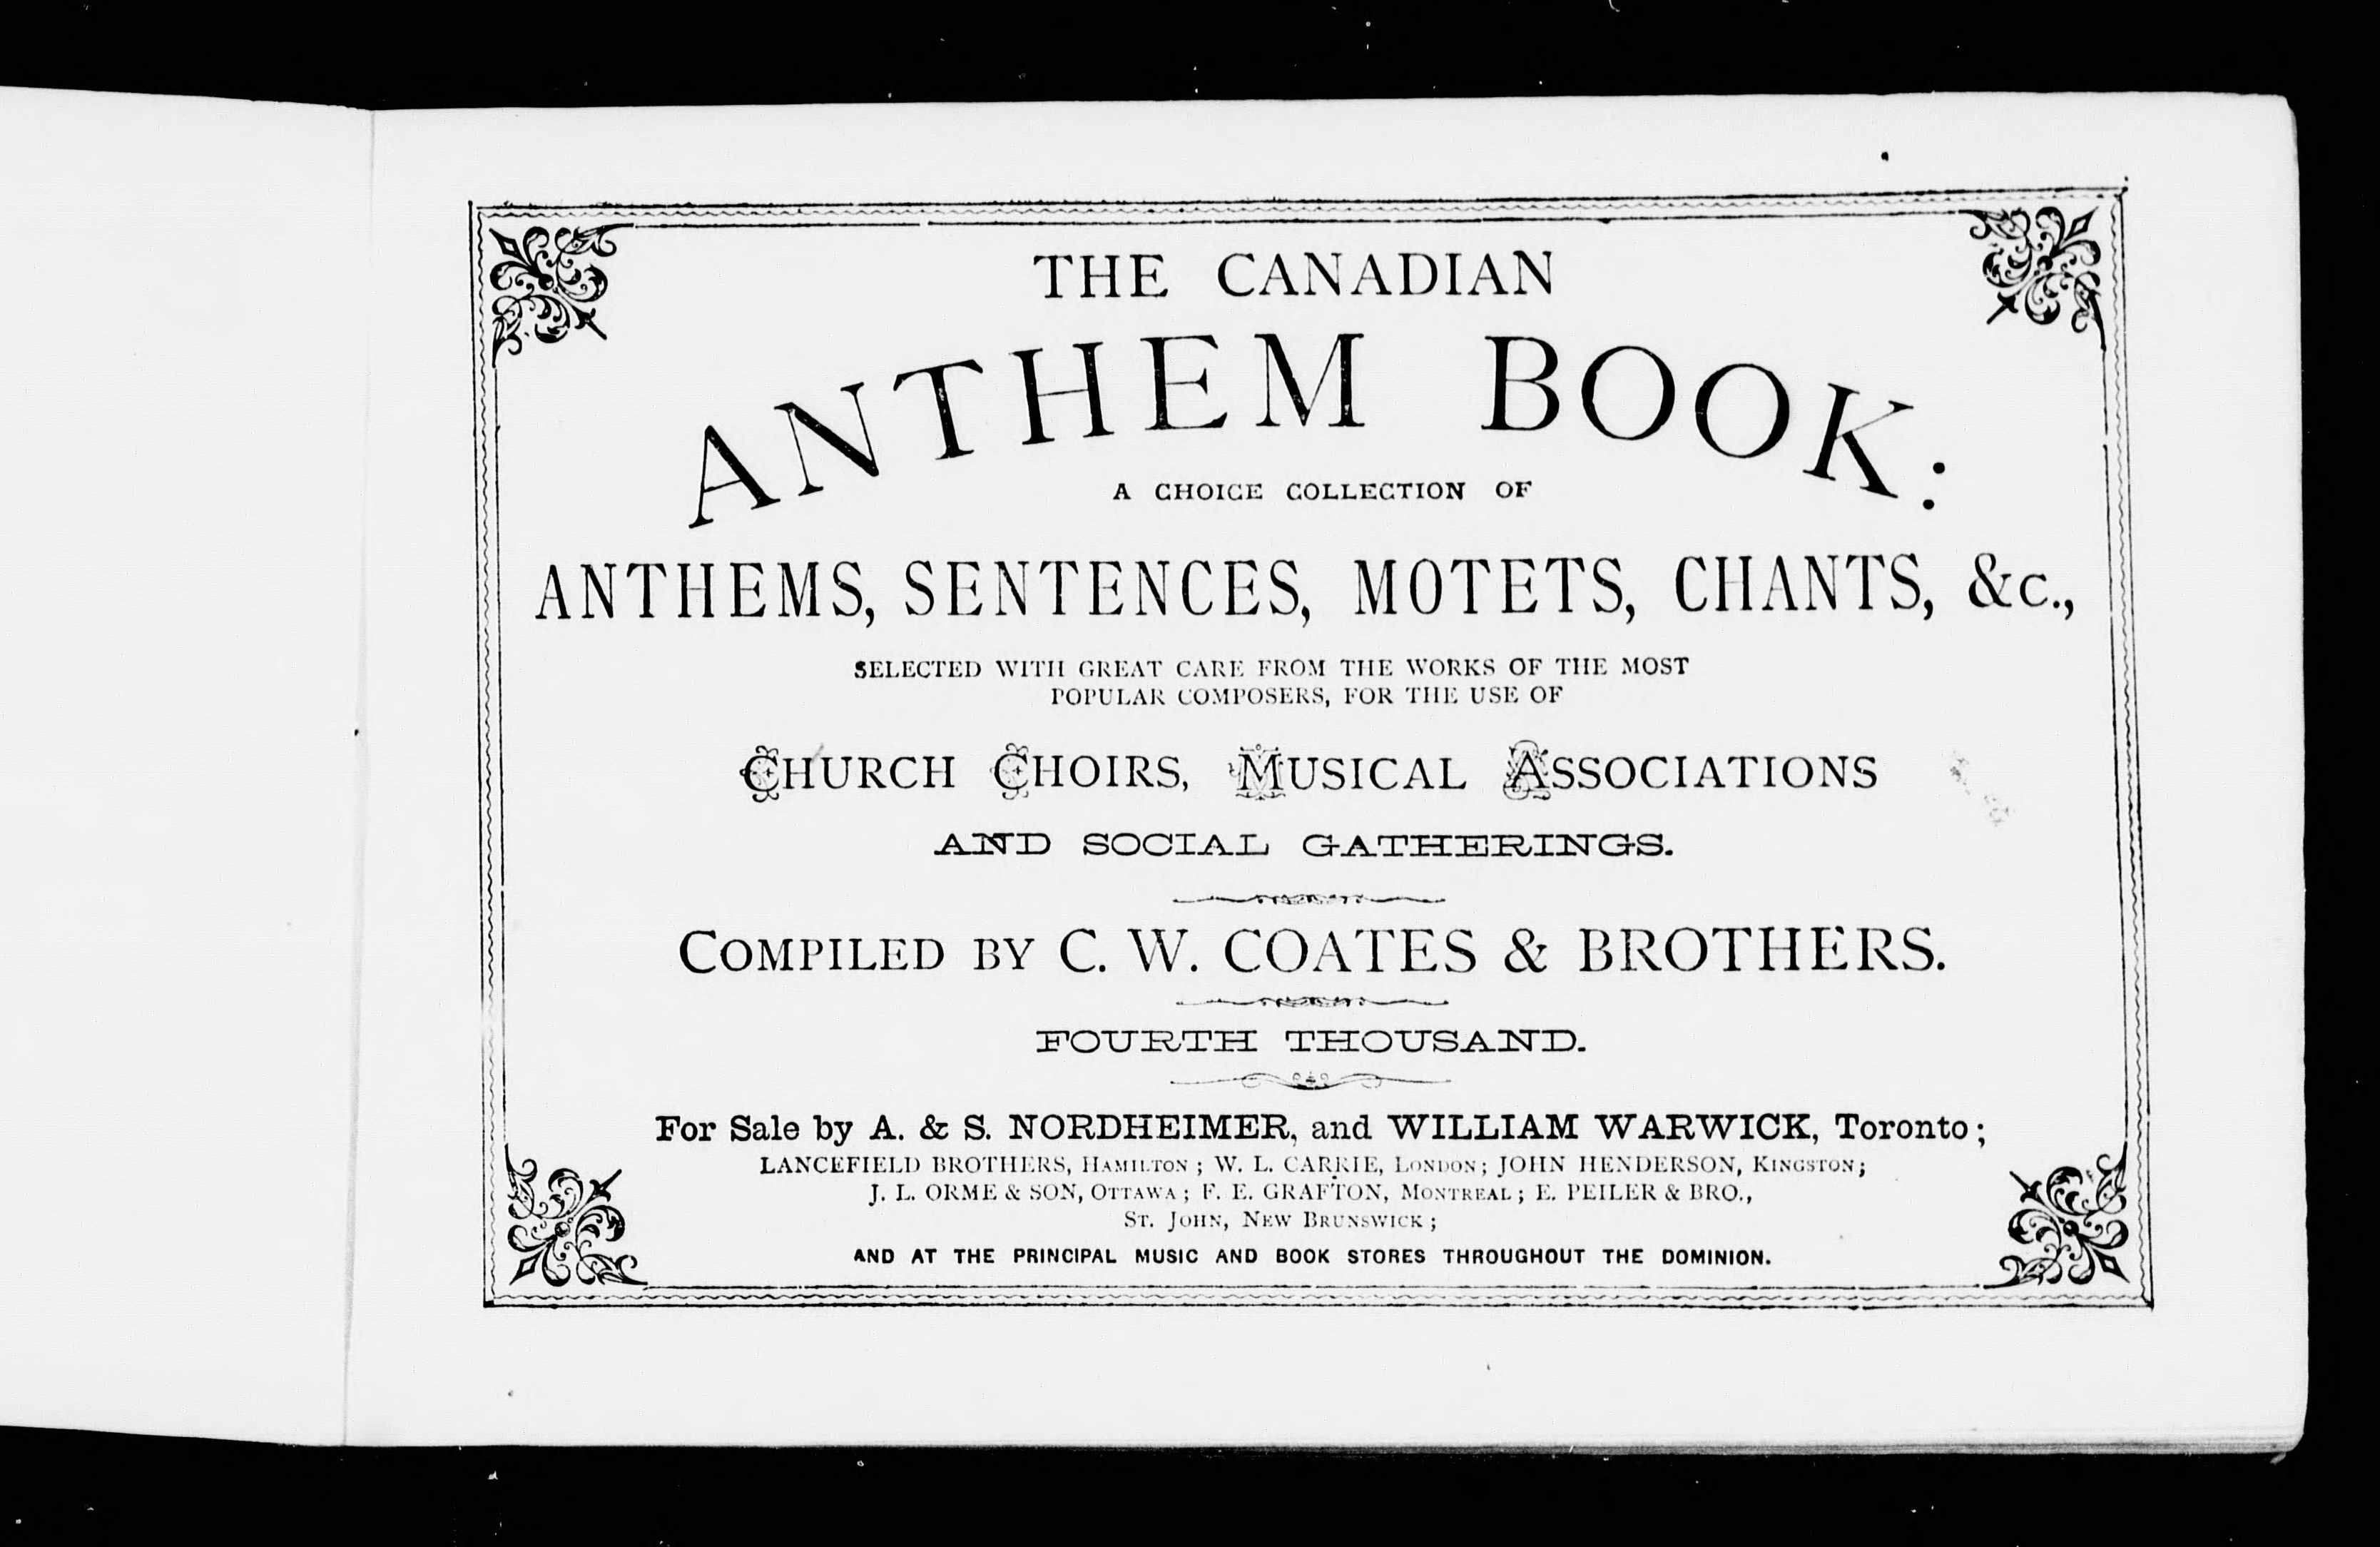 THE CANADIAN
ANTHEM BOOK:
A CHOICE COLLECTION OF
ANTHEMS, SENTENCES, MOTETS, CHANTS, &c.,
SELECTED WITH GREAT CARE FROM THE WORKS OF THE MOST
POPULAR COMPOSERS, FOR THE USE OF
CHURCH CHOIRS, MUSICAL ASSOCIATIONS
AND SOCIAL GATHERINGS.
COMPILED BY C. W. COATES & BROTHERS.
FOURTH THOUSAND.
For Sale by A. & S. NORDHEIMER, and WILLIAM WARWICK, Toronto;
LANCEFIELD BROTHERS, HAMILTON; W. L. CARRIE, LONDON; JOHN HENDERSON, KINGSTON;
J. L. ORME & SON, OTTAWA; F. E. GRAFTON, MONTREAL; E. PEILER & BRO.,
ST. JOHN, NEW BRUNSWICK;
AND AT THE PRINCIPAL MUSIC AND BOOK STORES THROUGHOUT THE DOMINION.